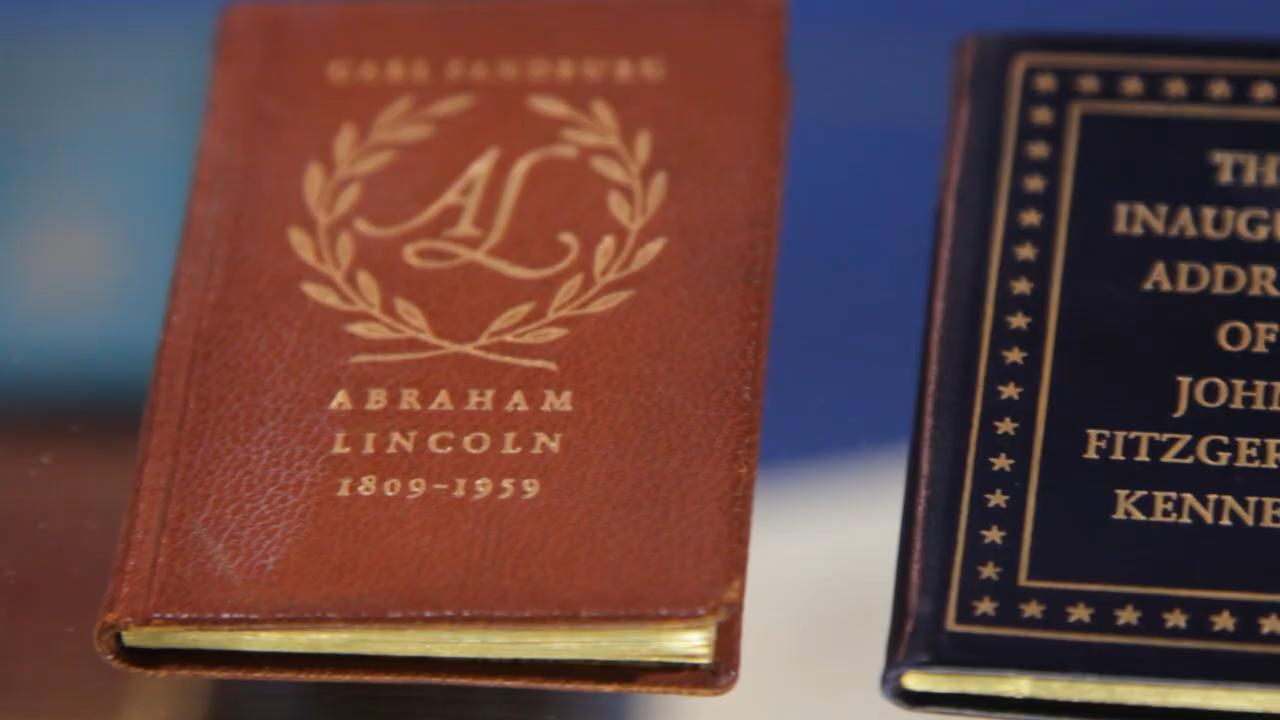 CARL SANDBURG
AL
ABRAHAM
LINCOLN
1809-1959
TH
INAUGU
ADDR
OF
JOHN
FITZGER
KENNE